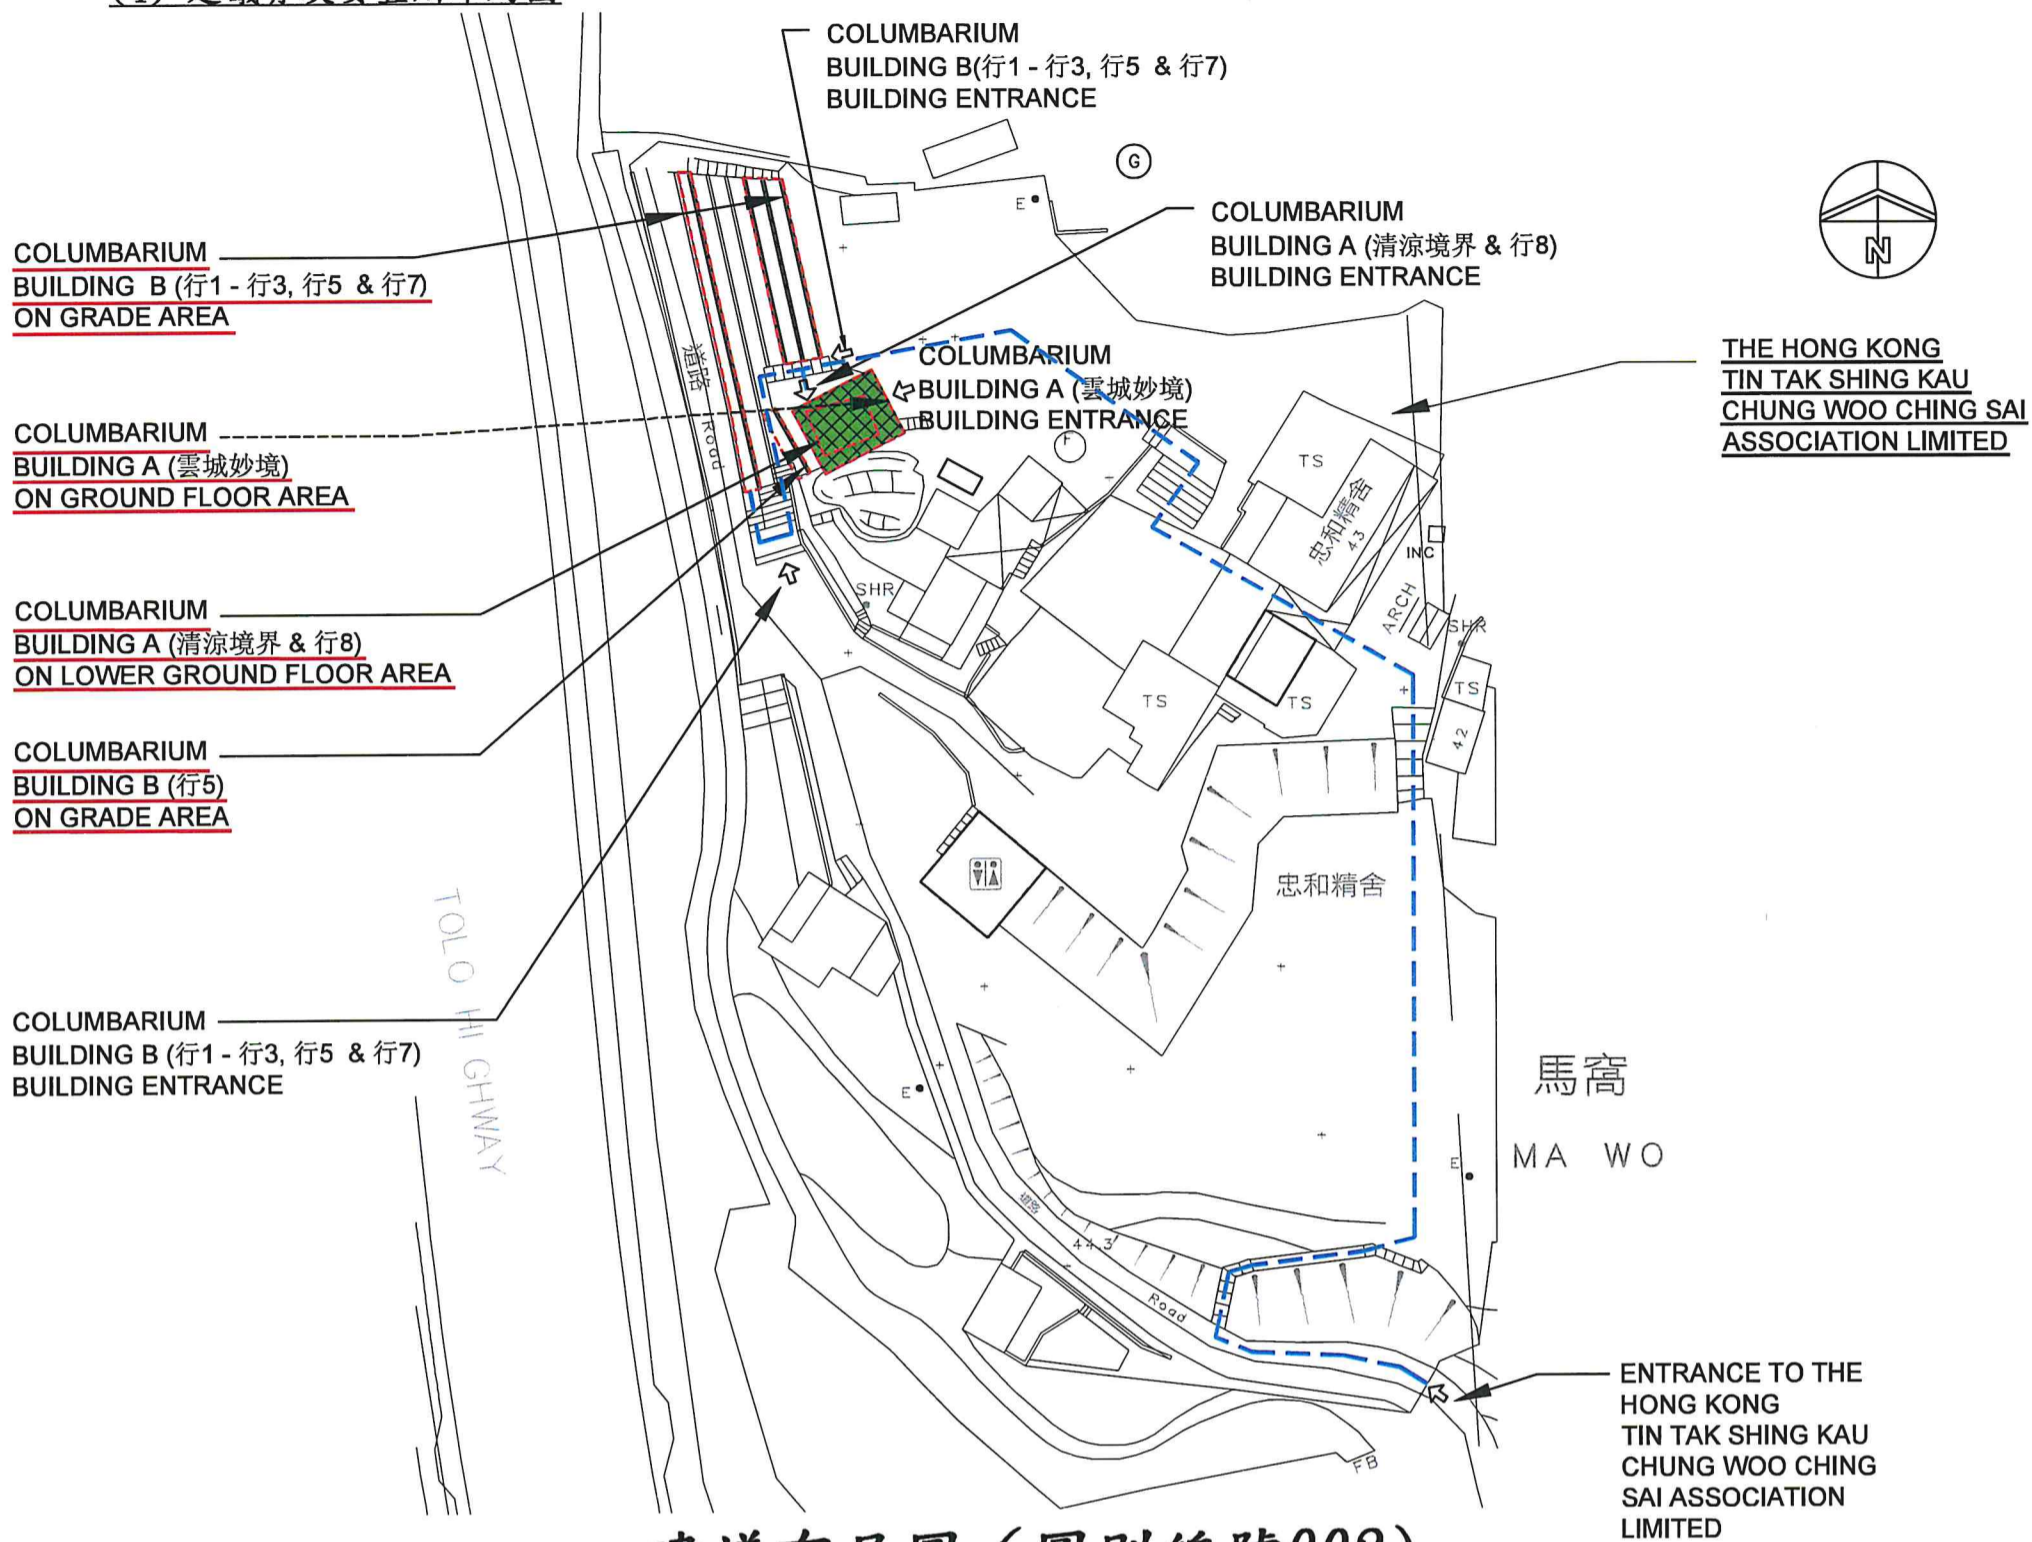 COLUMBARIUM
BUILDING B(行1 - 行3, 行5 & 行7)
BUILDING ENTRANCE
G
E
COLUMBARIUM
BUILDING A (清涼境界 & 行8)
BUILDING ENTRANCE
N
COLUMBARIUM
BUILDING B (行1 - 行3, 行5 & 行7)
ON GRADE AREA
道路
Road
COLUMBARIUM
BUILDING A (雲城妙境)
BUILDING ENTRANCE
F
THE HONG KONG
TIN TAK SHING KAU
CHUNG WOO CHING SAI
ASSOCIATION LIMITED
COLUMBARIUM
BUILDING A (雲城妙境)
ON GROUND FLOOR AREA
TS
忠和精舍
43
INC
ARCH
SHR
SHR
COLUMBARIUM
BUILDING A (清涼境界 & 行8)
ON LOWER GROUND FLOOR AREA
TS
TS
TS
42
COLUMBARIUM
BUILDING B (行5)
ON GRADE AREA
忠和精舍
TOLO HIGHWAY
COLUMBARIUM
BUILDING B (行1 - 行3, 行5 & 行7)
BUILDING ENTRANCE
E
馬窩
MA WO
E
道路
44.3
Road
ENTRANCE TO THE
HONG KONG
TIN TAK SHING KAU
CHUNG WOO CHING
SAI ASSOCIATION
LIMITED
FB